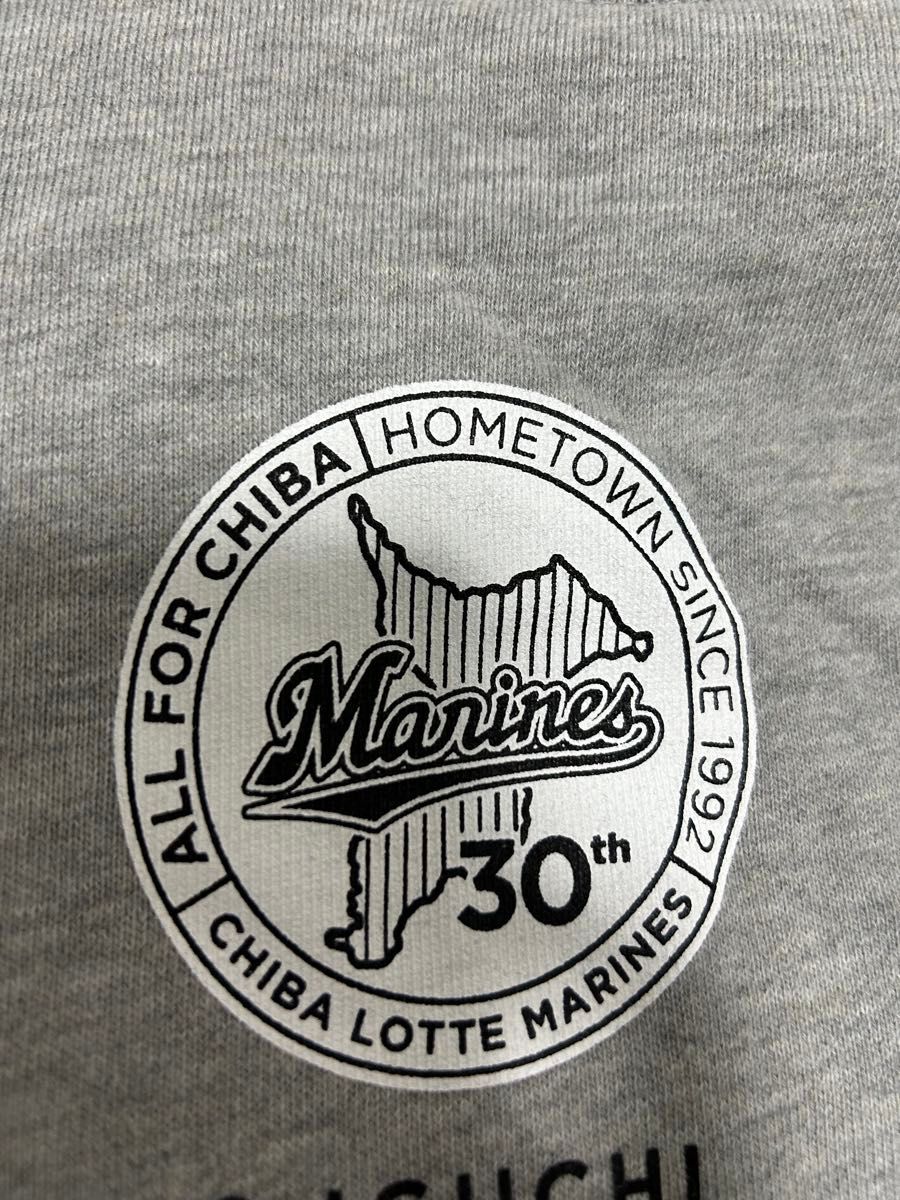 ALL FOR CHIBA
HOMETOWN SINCE 1992
Marines
30th
CHIBA LOTTE MARINES